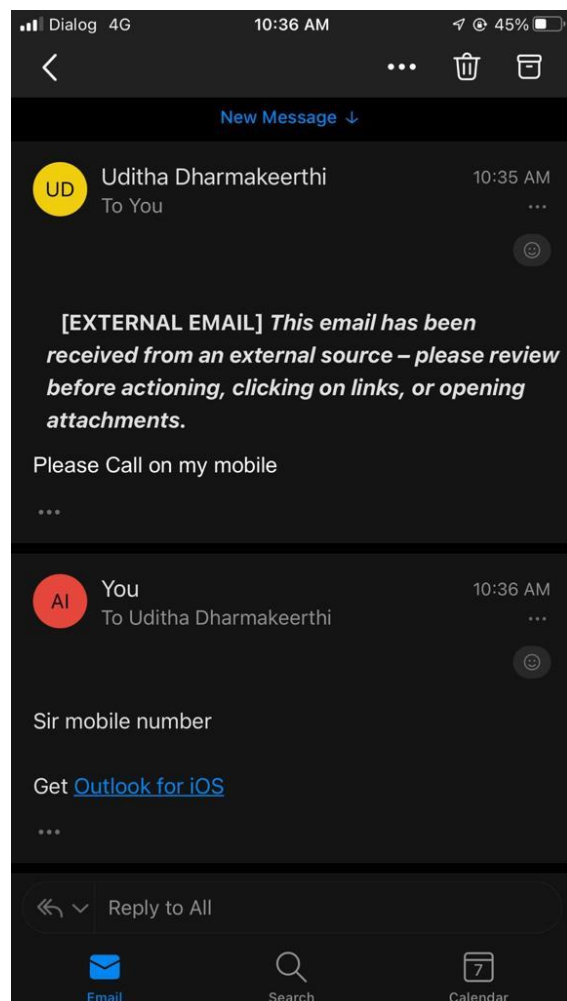 Dialog 4G 10:36 AM 45%
New Message ↓
UD Uditha Dharmakeerthi 10:35 AM
To You
[EXTERNAL EMAIL] This email has been
received from an external source – please review
before actioning, clicking on links, or opening
attachments.
Please Call on my mobile
AI You 10:36 AM
To Uditha Dharmakeerthi
Sir mobile number
Get Outlook for iOS
Reply to All
7
Email Search Calendar